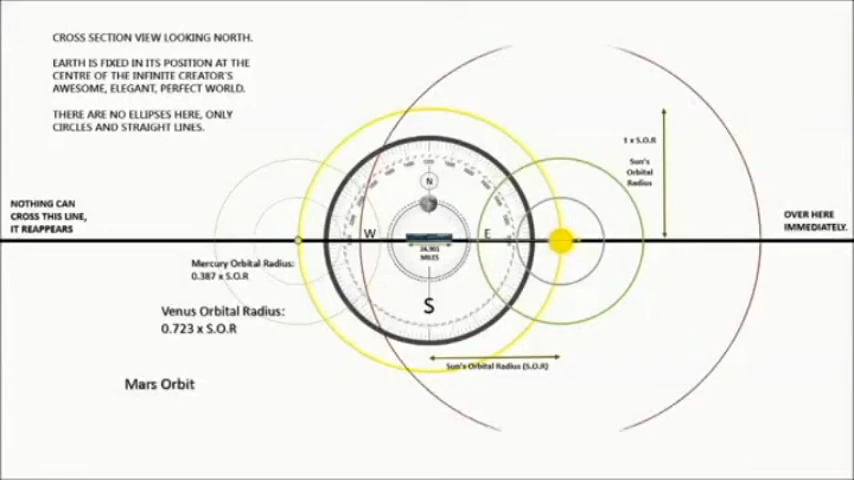 CROSS SECTION VIEW LOOKING NORTH.
EARTH IS FIXED IN ITS POSITION AT THE
CENTRE OF THE INFINITE CREATOR'S
AWESOME, ELEGANT, PERFECT WORLD.
THERE ARE NO ELLIPSES HERE, ONLY
CIRCLES AND STRAIGHT LINES.
1 x S.O.R
Sun's
Orbital
Radius
N
NOTHING CAN
CROSS THIS LINE,
IT REAPPEARS
OVER HERE
IMMEDIATELY.
W
E
24,901
MILES
Mercury Orbital Radius:
0.387 x S.O.R
S
Venus Orbital Radius:
0.723 x S.O.R
Sun's Orbital Radius (S.O.R)
Mars Orbit